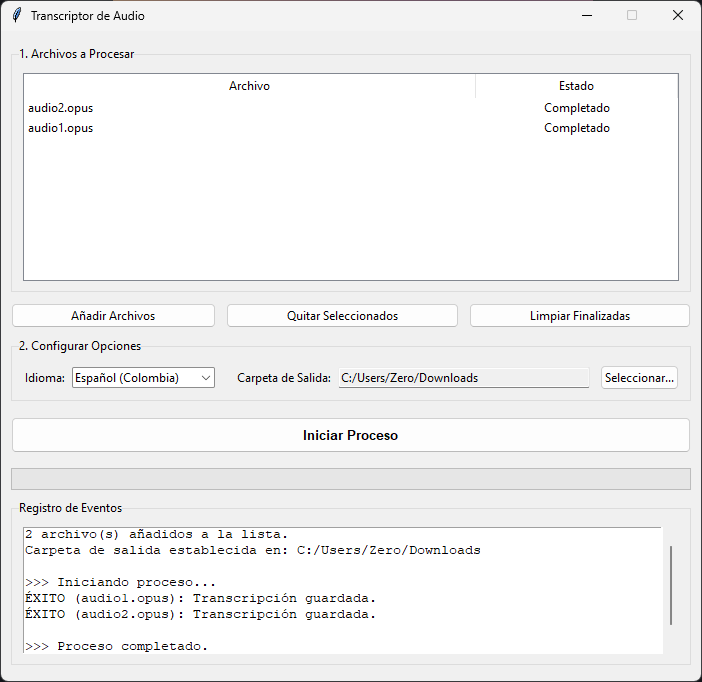 Transcriptor de Audio
1. Archivos a Procesar
Archivo Estado
audio2.opus Completado
audio1.opus Completado
Añadir Archivos Quitar Seleccionados Limpiar Finalizadas
2. Configurar Opciones
Idioma: Español (Colombia) Carpeta de Salida: C:/Users/Zero/Downloads Seleccionar...
Iniciar Proceso
Registro de Eventos
2 archivo(s) añadidos a la lista.
Carpeta de salida establecida en: C:/Users/Zero/Downloads
>>> Iniciando proceso...
ÉXITO (audio1.opus): Transcripción guardada.
ÉXITO (audio2.opus): Transcripción guardada.
>>> Proceso completado.